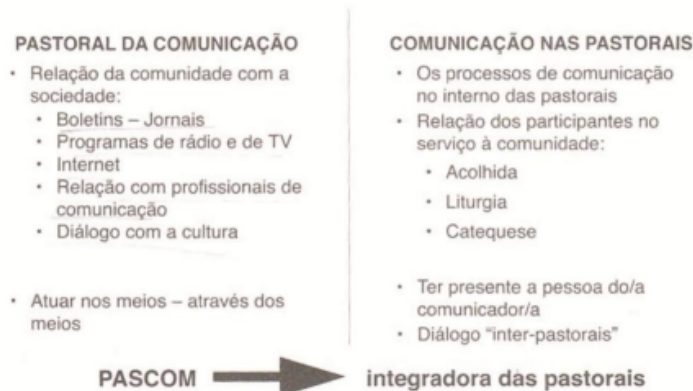 PASTORAL DA COMUNICAÇÃO
• Relação da comunidade com a
sociedade:
• Boletins – Jornais
• Programas de rádio e de TV
• Internet
• Relação com profissionais de
comunicação
• Diálogo com a cultura
• Atuar nos meios – através dos
meios
COMUNICAÇÃO NAS PASTORAIS
• Os processos de comunicação
no interno das pastorais
• Relação dos participantes no
serviço à comunidade:
• Acolhida
• Liturgia
• Catequese
• Ter presente a pessoa do/a
comunicador/a
• Diálogo "inter-pastorais"
PASCOM integradora das pastorais